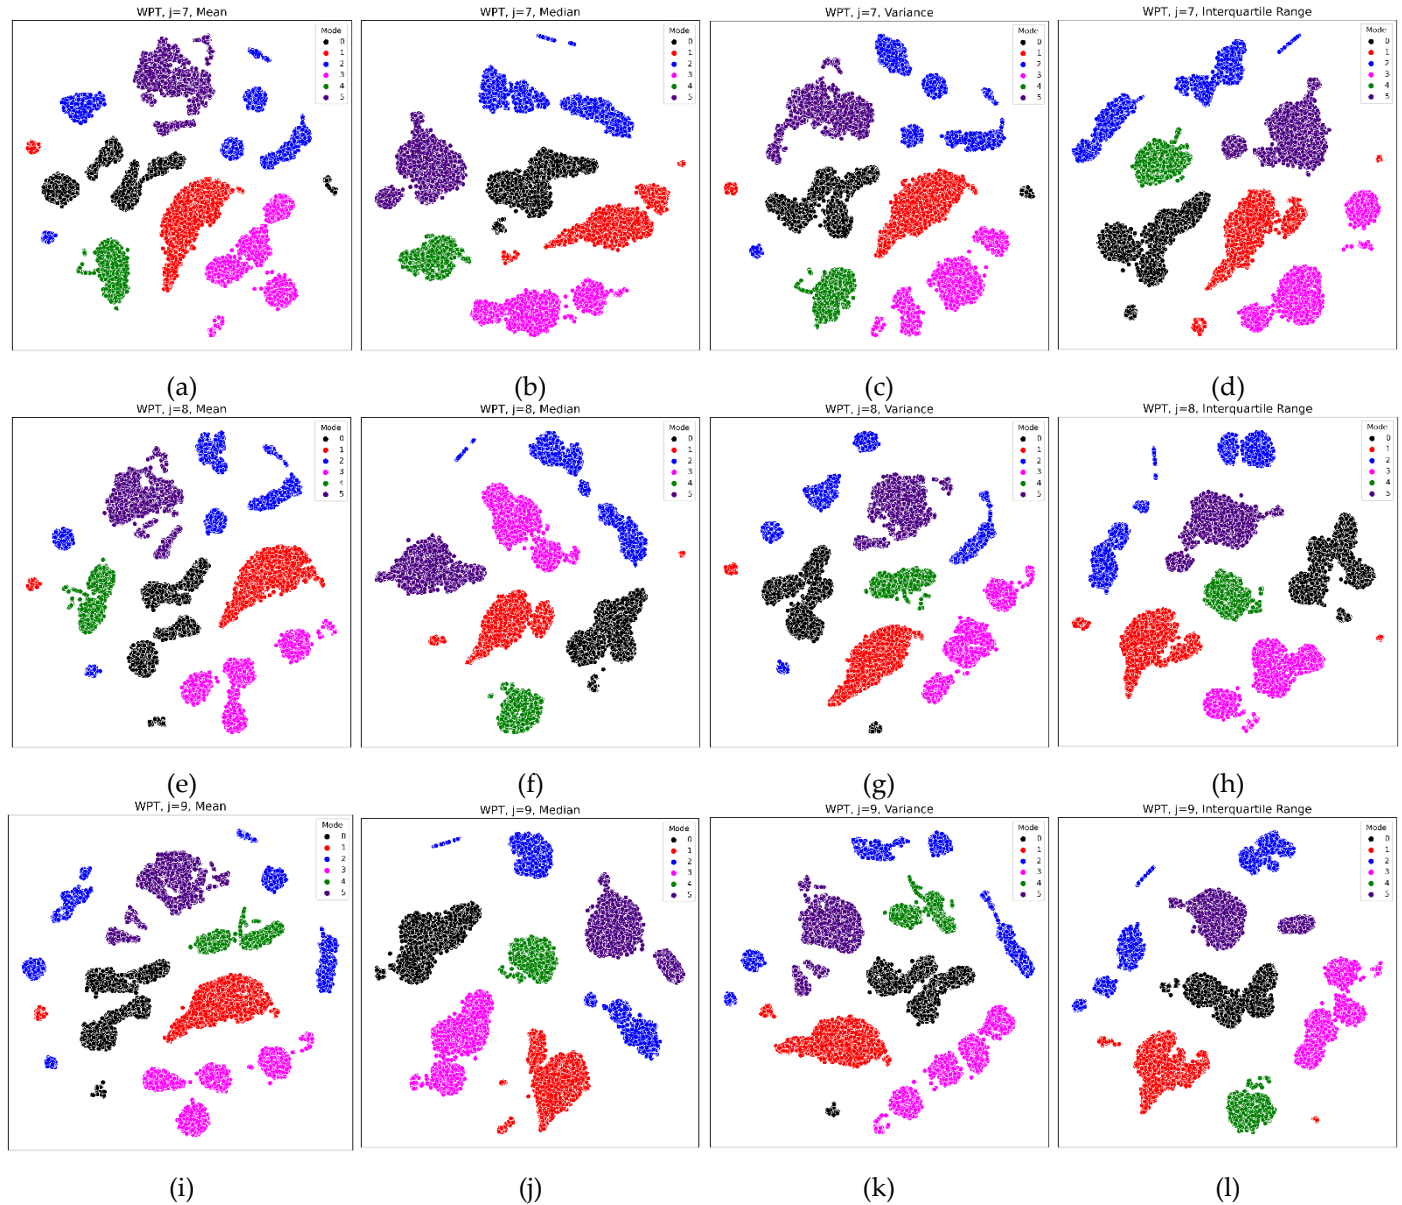 WPT, j=7, Mean
Mode
0
1
2
3
4
5
(a)
WPT, j=7, Median
Mode
0
1
2
3
4
5
(b)
WPT, j=7, Variance
Mode
0
1
2
3
4
5
(c)
WPT, j=7, Interquartile Range
Mode
0
1
2
3
4
5
(d)
WPT, j=8, Mean
Mode
0
1
2
3
4
5
(e)
WPT, j=8, Median
Mode
0
1
2
3
4
5
(f)
WPT, j=8, Variance
Mode
0
1
2
3
4
5
(g)
WPT, j=8, Interquartile Range
Mode
0
1
2
3
4
5
(h)
WPT, j=9, Mean
Mode
0
1
2
3
4
5
(i)
WPT, j=9, Median
Mode
0
1
2
3
4
5
(j)
WPT, j=9, Variance
Mode
0
1
2
3
4
5
(k)
WPT, j=9, Interquartile Range
Mode
0
1
2
3
4
5
(l)